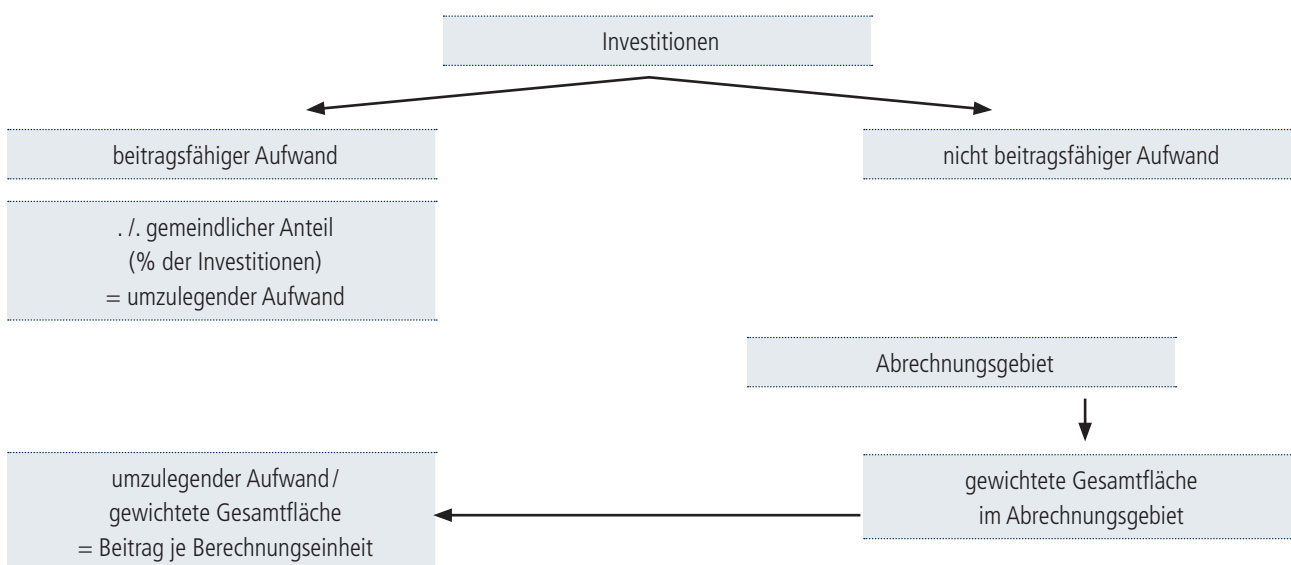 Investitionen
beitragsfähiger Aufwand
nicht beitragsfähiger Aufwand
. /. gemeindlicher Anteil
(% der Investitionen)
= umzulegender Aufwand
Abrechnungsgebiet
umzulegender Aufwand /
gewichtete Gesamtfläche
= Beitrag je Berechnungseinheit
gewichtete Gesamtfläche
im Abrechnungsgebiet